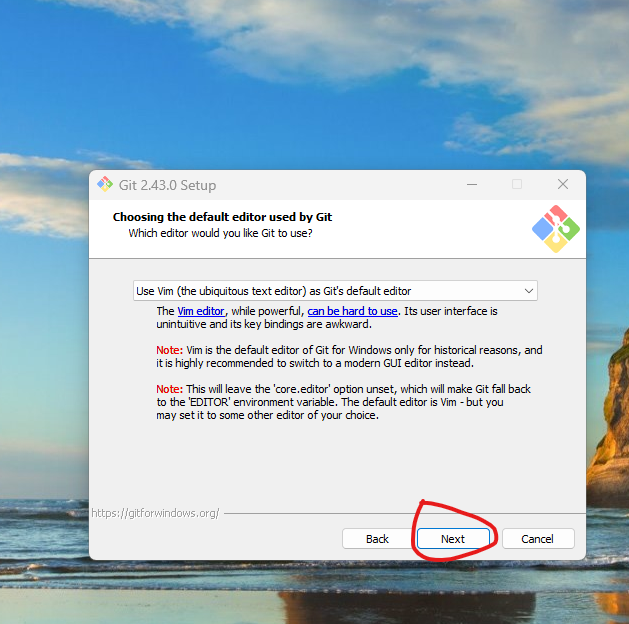 Git 2.43.0 Setup
Choosing the default editor used by Git
Which editor would you like Git to use?
Use Vim (the ubiquitous text editor) as Git's default editor
The Vim editor, while powerful, can be hard to use. Its user interface is
unintuitive and its key bindings are awkward.
Note: Vim is the default editor of Git for Windows only for historical reasons, and
it is highly recommended to switch to a modern GUI editor instead.
Note: This will leave the 'core.editor' option unset, which will make Git fall back
to the 'EDITOR' environment variable. The default editor is Vim - but you
may set it to some other editor of your choice.
https://gitforwindows.org/
Back Next Cancel